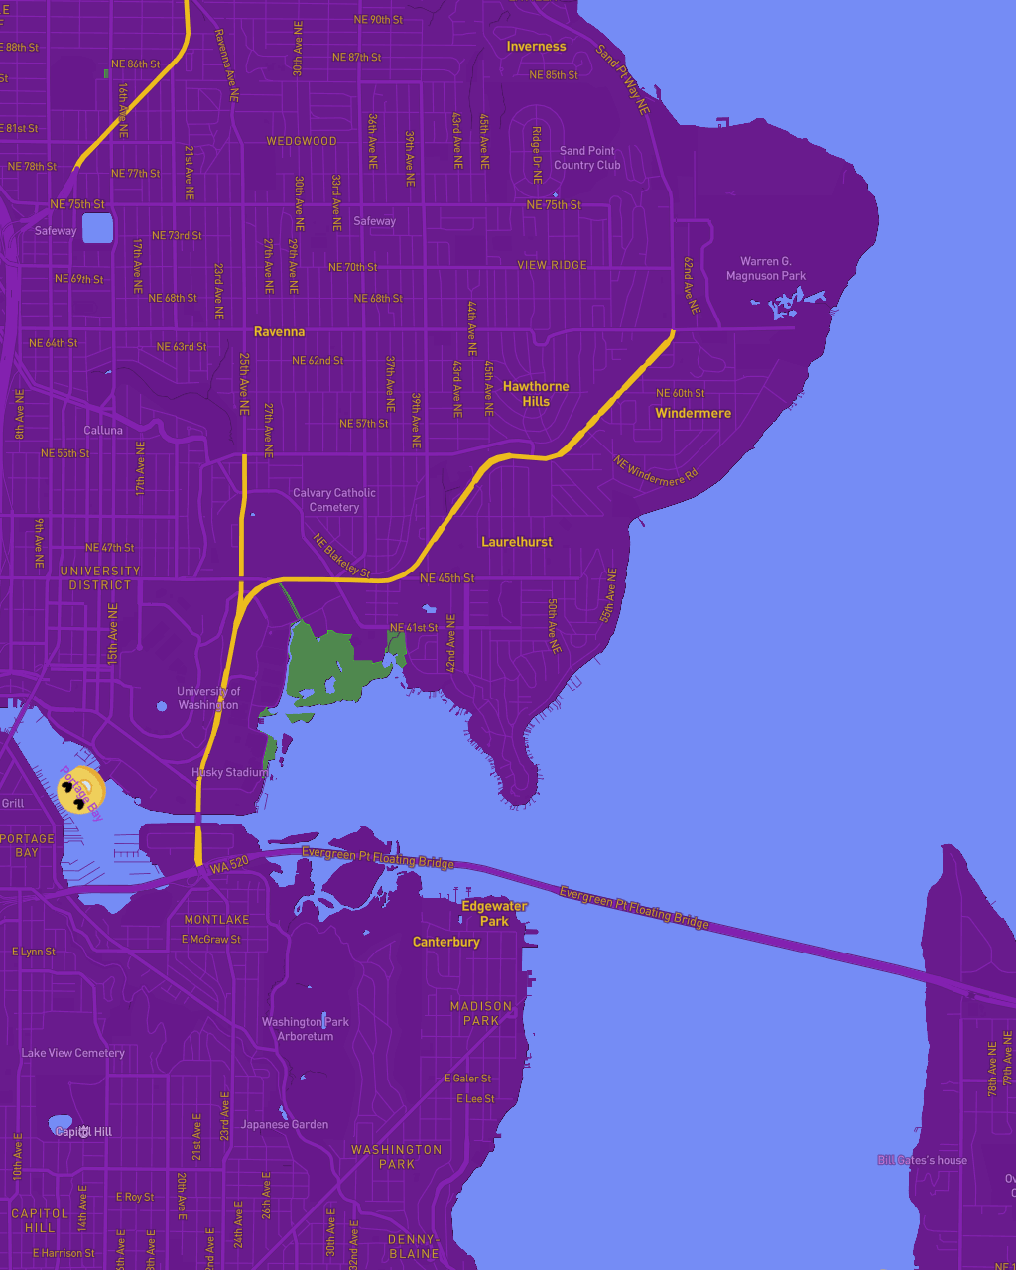 NE 90th St
E 88th St
Inverness
Ravenna Ave NE
30th Ave NE
NE 87th St
NE 86th St
Sand Pt Way NE
NE 85th St
16th Ave NE
E 81st St
WEDGWOOD
36th Ave NE
39th Ave NE
43rd Ave NE
45th Ave NE
Ridge Dr NE
Sand Point
Country Club
NE 78th St
NE 77th St
21st Ave NE
30th Ave NE
33rd Ave NE
NE 75th St
NE 75th St
Safeway
Safeway
NE 73rd St
17th Ave NE
23rd Ave NE
27th Ave NE
29th Ave NE
NE 70th St
VIEW RIDGE
62nd Ave NE
Warren G.
Magnuson Park
NE 69th St
NE 68th St
NE 68th St
44th Ave NE
Ravenna
NE 64th St
NE 63rd St
NE 62nd St
25th Ave NE
37th Ave NE
43rd Ave NE
45th Ave NE
Hawthorne
Hills
NE 60th St
Windermere
8th Ave NE
27th Ave NE
39th Ave NE
NE 57th St
Calluna
17th Ave NE
NE 55th St
NE Windermere Rd
Calvary Catholic
Cemetery
9th Ave NE
NE 47th St
NE Blakeley St
Laurelhurst
UNIVERSITY
DISTRICT
NE 45th St
15th Ave NE
50th Ave NE
55th Ave NE
NE 41st St
42nd Ave NE
University of
Washington
Husky Stadium
Portage Bay
Grill
PORTAGE
BAY
WA 520
Evergreen Pt Floating Bridge
Evergreen Pt Floating Bridge
Edgewater
Park
MONTLAKE
E McGraw St
Canterbury
E Lynn St
MADISON
PARK
Washington Park
Arboretum
Lake View Cemetery
E Galer St
E Lee St
78th Ave NE
79th Ave NE
23rd Ave E
21st Ave E
Capitol Hill
Japanese Garden
10th Ave E
WASHINGTON
PARK
Bill Gates's house
E Roy St
14th Ave E
20th Ave E
26th Ave E
24th Ave E
CAPITOL
HILL
30th Ave E
32nd Ave E
E Harrison St
DENNY-
BLAINE